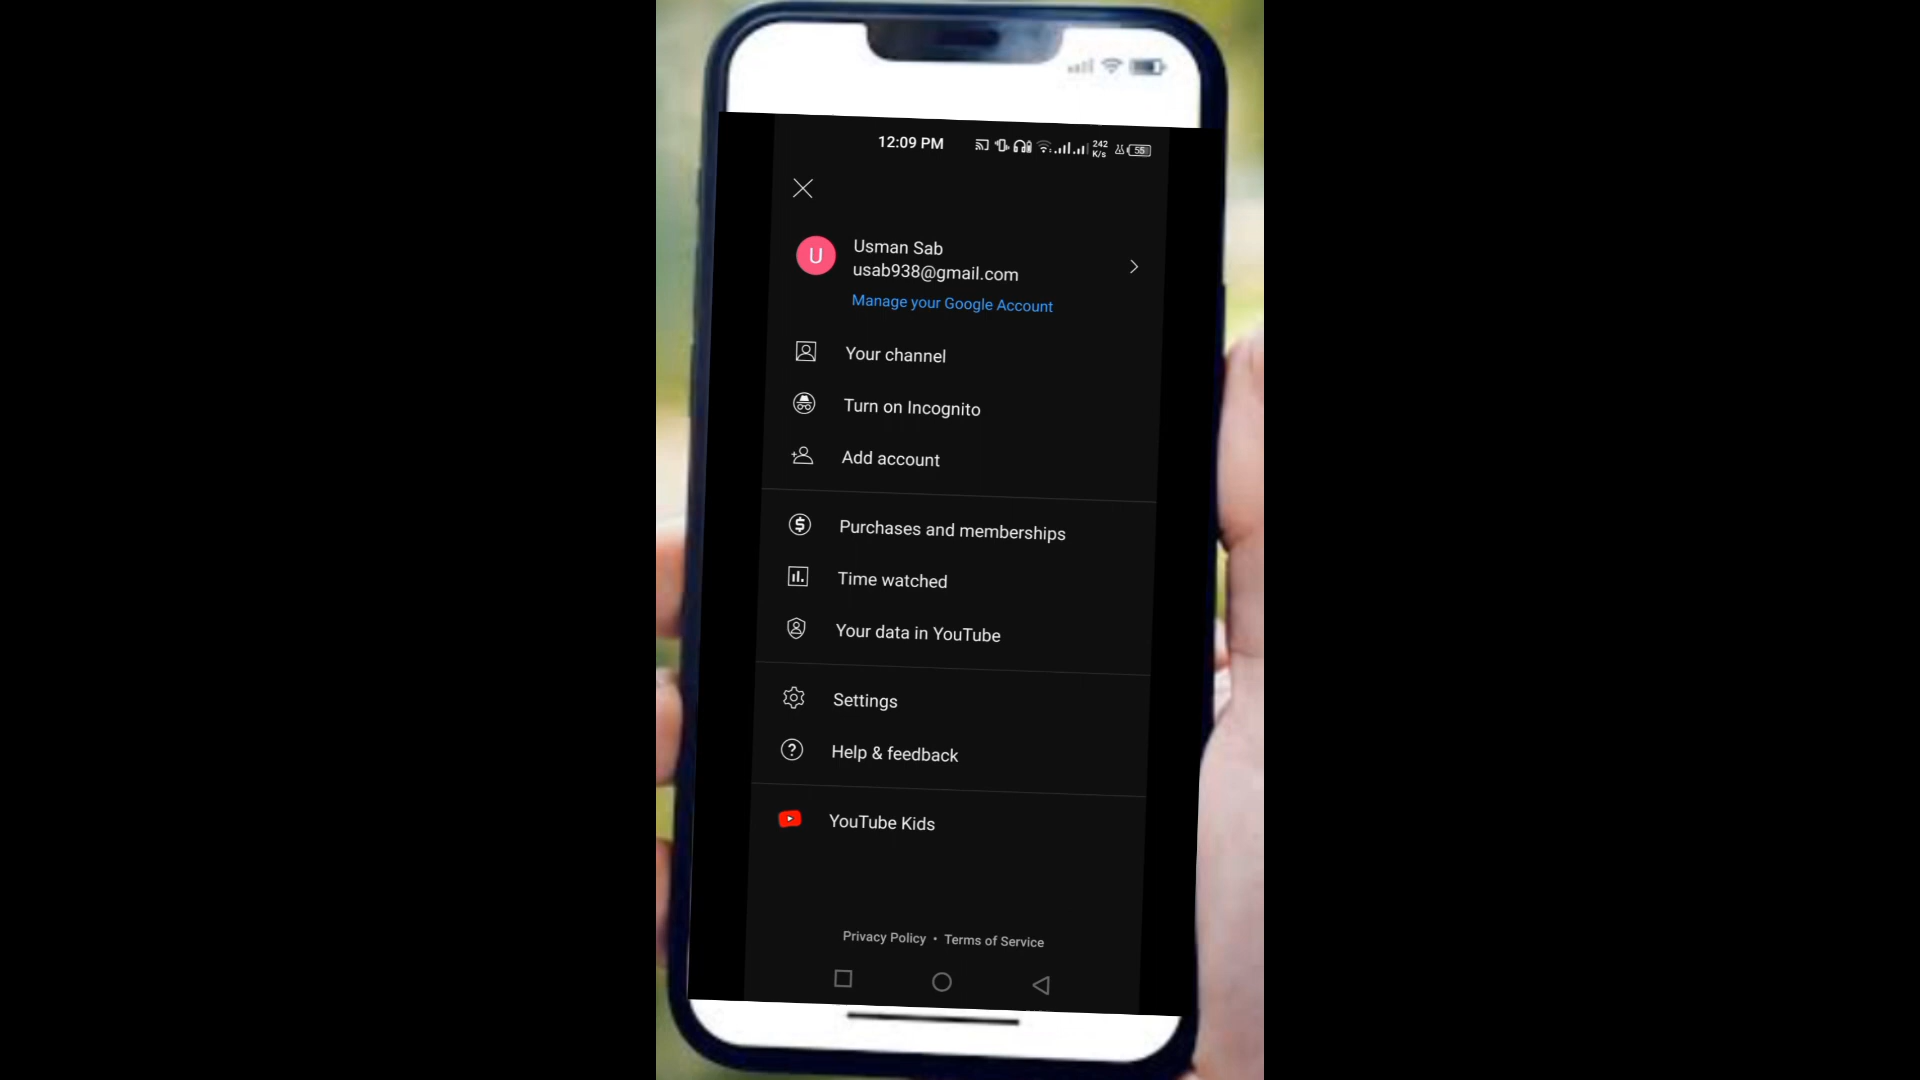 12:09 PM 242 K/s 55
U
Usman Sab
usab938@gmail.com
Manage your Google Account
Your channel
Turn on Incognito
Add account
Purchases and memberships
Time watched
Your data in YouTube
Settings
Help & feedback
YouTube Kids
Privacy Policy • Terms of Service